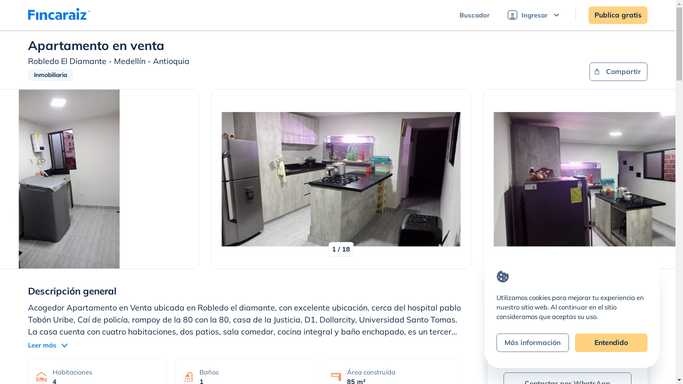 Fincaraiz
Buscador
Ingresar
Publica gratis
Apartamento en venta
Robledo El Diamante - Medellín - Antioquia
Inmobiliaria
Compartir
1 / 18
Descripción general
Acogedor Apartamento en Venta ubicada en Robledo el diamante, con excelente ubicación, cerca del hospital pablo
Tobón Uribe, Caí de policía, rompoy de la 80 con la 80, casa de la Justicia, D1, Dollarcity, Universidad Santo Tomas.
La casa cuenta con cuatro habitaciones, dos patios, sala comedor, cocina integral y baño enchapado, es un tercer...
Leer más
Habitaciones
4
Baños
1
Área construida
85 m²
Utilizamos cookies para mejorar tu experiencia en
nuestro sitio web. Al continuar en el sitio
consideramos que aceptas su uso.
Más información
Entendido
Contactar por WhatsApp